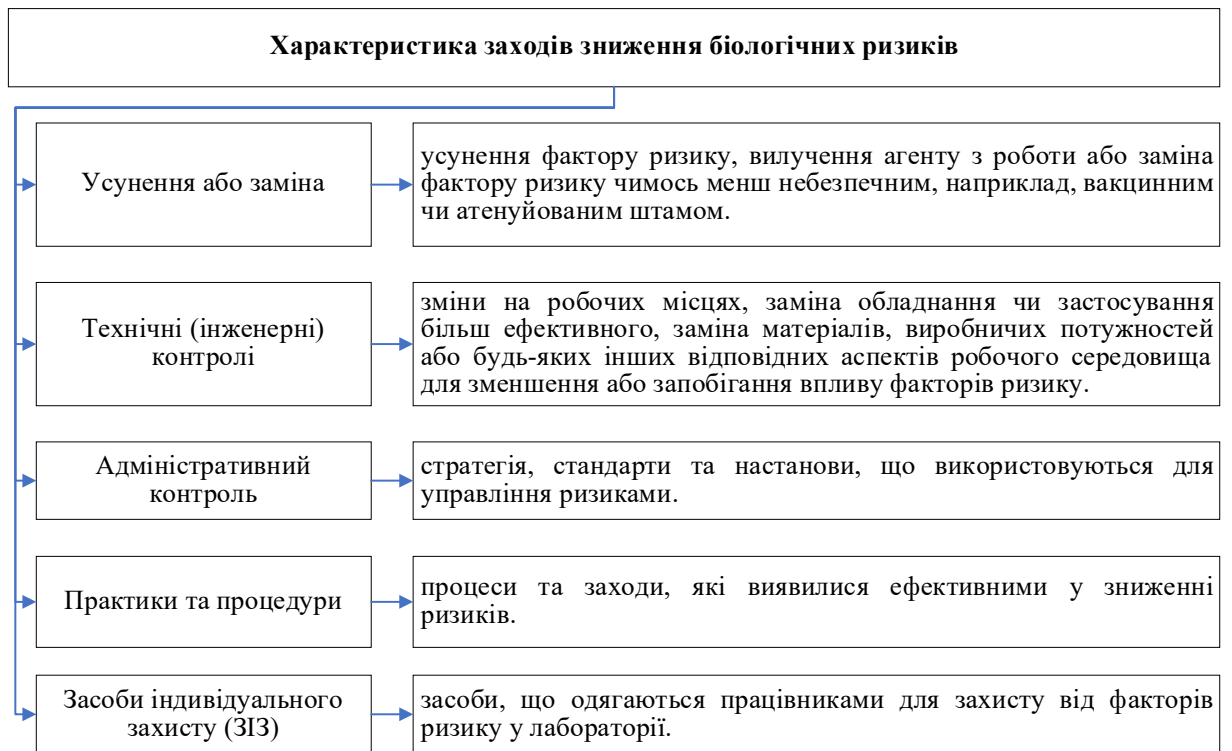 Характеристика заходів зниження біологічних ризиків
Усунення або заміна
усунення фактору ризику, вилучення агенту з роботи або заміна
фактору ризику чимось менш небезпечним, наприклад, вакцинним
чи атенуйованим штамом.
Технічні (інженерні)
контролі
зміни на робочих місцях, заміна обладнання чи застосування
більш ефективного, заміна матеріалів, виробничих потужностей
або будь-яких інших відповідних аспектів робочого середовища
для зменшення або запобігання впливу факторів ризику.
Адміністративний
контроль
стратегія, стандарти та настанови, що використовуються для
управління ризиками.
Практики та процедури
процеси та заходи, які виявилися ефективними у зниженні
ризиків.
Засоби індивідуального
захисту (ЗІЗ)
засоби, що одягаються працівниками для захисту від факторів
ризику у лабораторії.